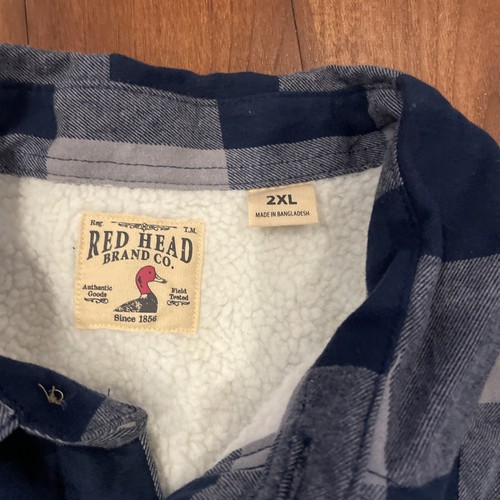 Reg T.M.
RED HEAD
BRAND CO.
Authentic Field
Goods Tested
Since 1856
2XL
MADE IN BANGLADESH